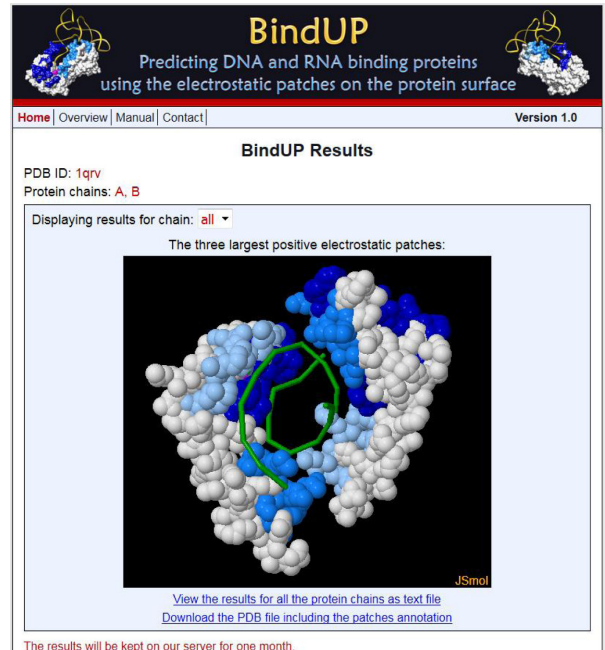 BindUP
Predicting DNA and RNA binding proteins
using the electrostatic patches on the protein surface
Home | Overview | Manual | Contact | Version 1.0
BindUP Results
PDB ID: 1qrv
Protein chains: A, B
Displaying results for chain: all
The three largest positive electrostatic patches:
JSmol
View the results for all the protein chains as text file
Download the PDB file including the patches annotation
The results will be kept on our server for one month.